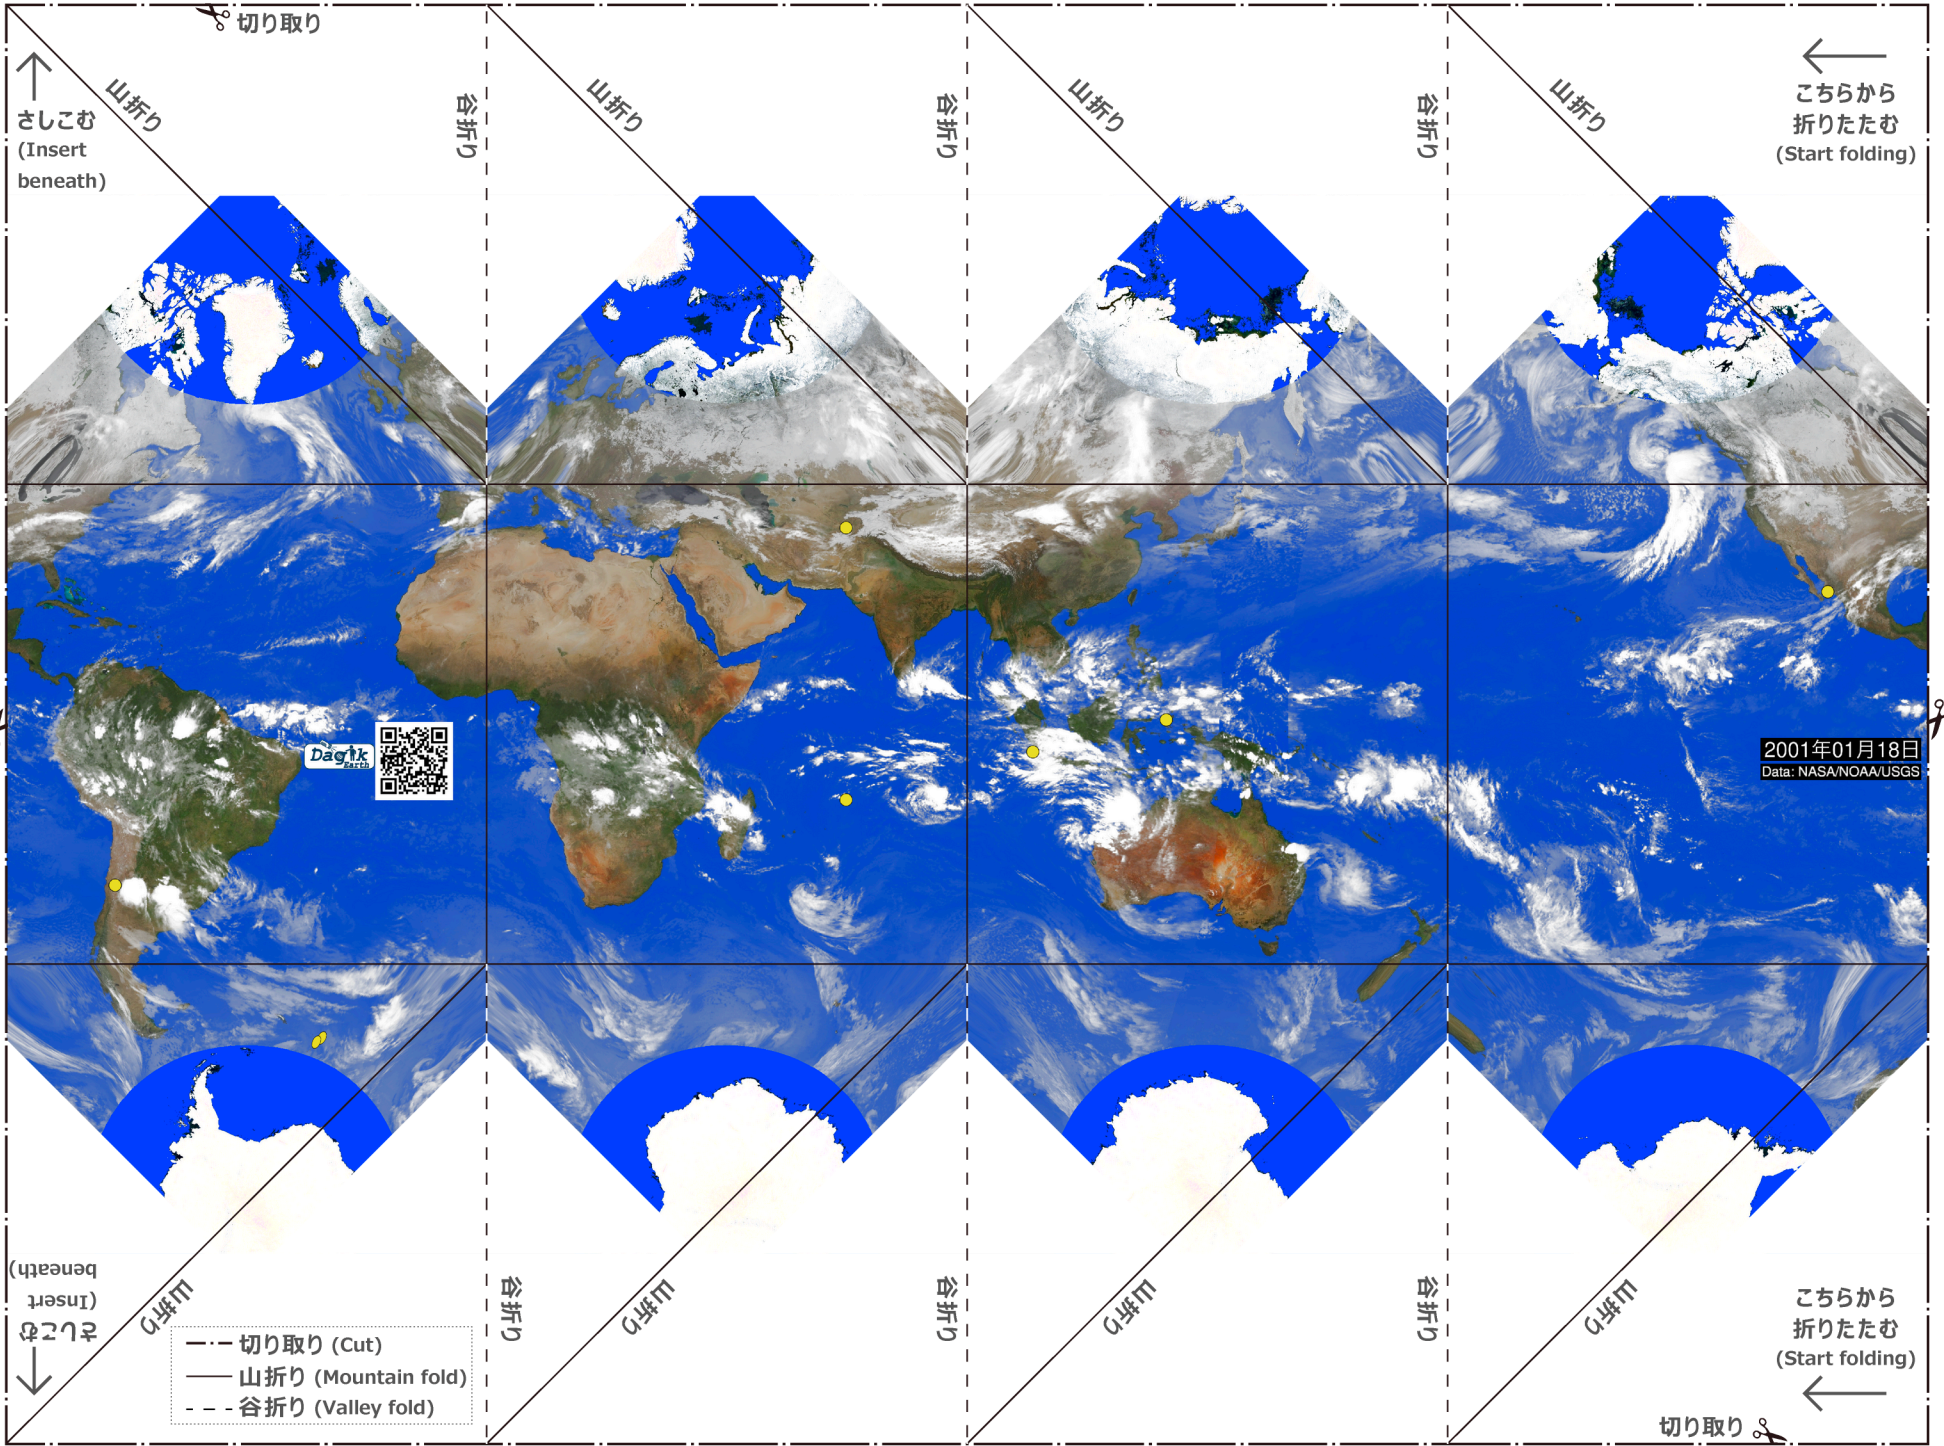 切り取り
山折り
山折り
山折り
山折り
谷折り
谷折り
谷折り
さしこむ
(Insert
beneath)
こちらから
折りたたむ
(Start folding)
Dagik
Earth
2001年01月18日
Data: NASA/NOAA/USGS
さしこむ
(Insert
beneath)
山折り
山折り
山折り
山折り
谷折り
谷折り
谷折り
こちらから
折りたたむ
(Start folding)
切り取り (Cut)
山折り (Mountain fold)
谷折り (Valley fold)
切り取り